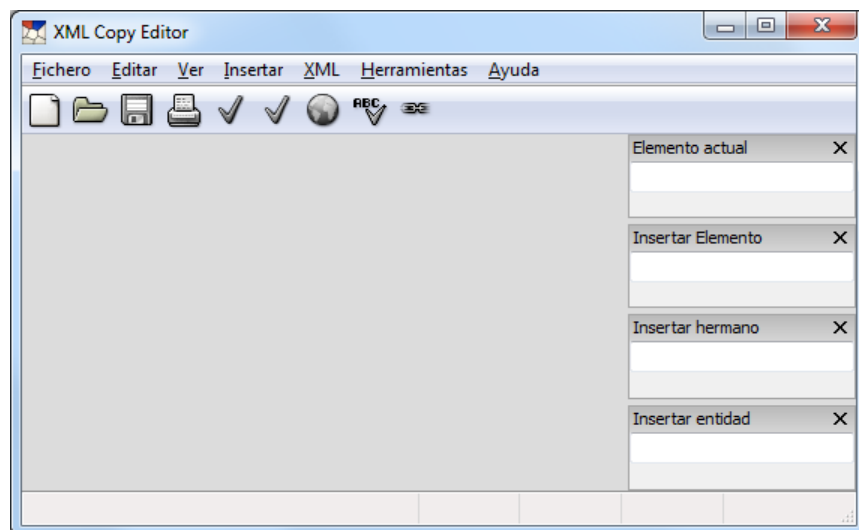 XML Copy Editor
Fichero Editar Ver Insertar XML Herramientas Ayuda
ABC
Elemento actual
Insertar Elemento
Insertar hermano
Insertar entidad